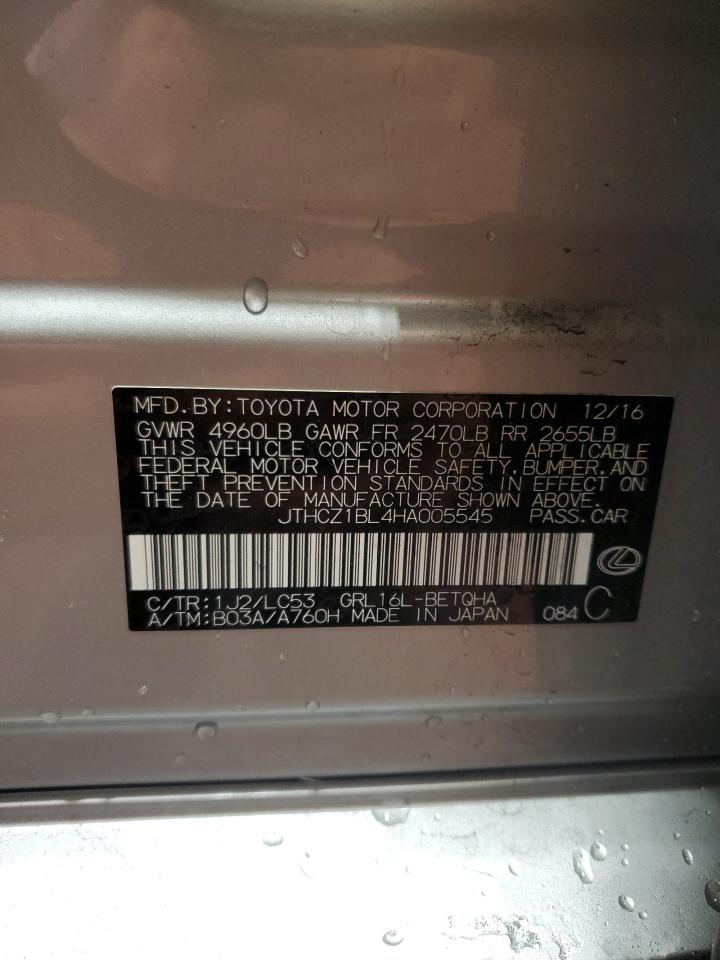 MFD. BY: TOYOTA MOTOR CORPORATION 12/16
GVWR 4960LB GAWR FR 2470LB RR 2655LB
THIS VEHICLE CONFORMS TO ALL APPLICABLE
FEDERAL MOTOR VEHICLE SAFETY, BUMPER, AND
THEFT PREVENTION STANDARDS IN EFFECT ON
THE DATE OF MANUFACTURE SHOWN ABOVE.
JTHCZ1BL4HA005545 PASS. CAR
C/TR: 1J2/LC53 GRL16L-BETQHA
A/TM: B03A/A760H MADE IN JAPAN 084 C